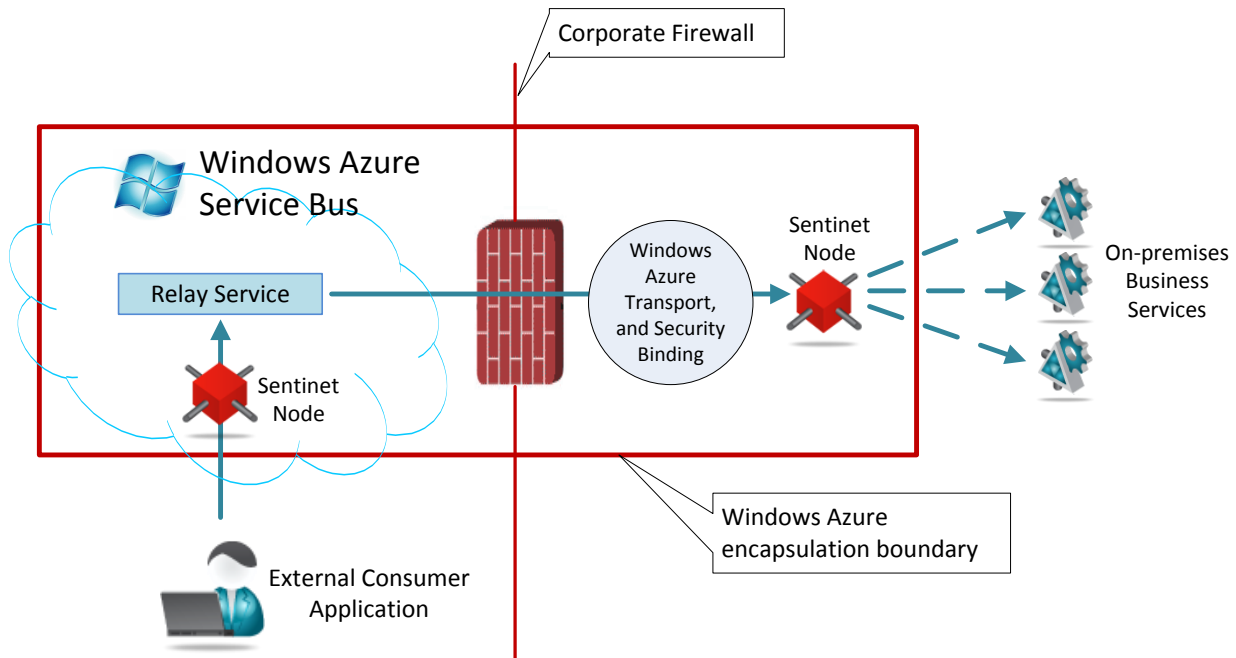 Corporate Firewall
Windows Azure
Service Bus
Relay Service
Sentinet
Node
Windows
Azure
Transport,
and Security
Binding
Sentinet
Node
On-premises
Business
Services
Windows Azure
encapsulation boundary
External Consumer
Application